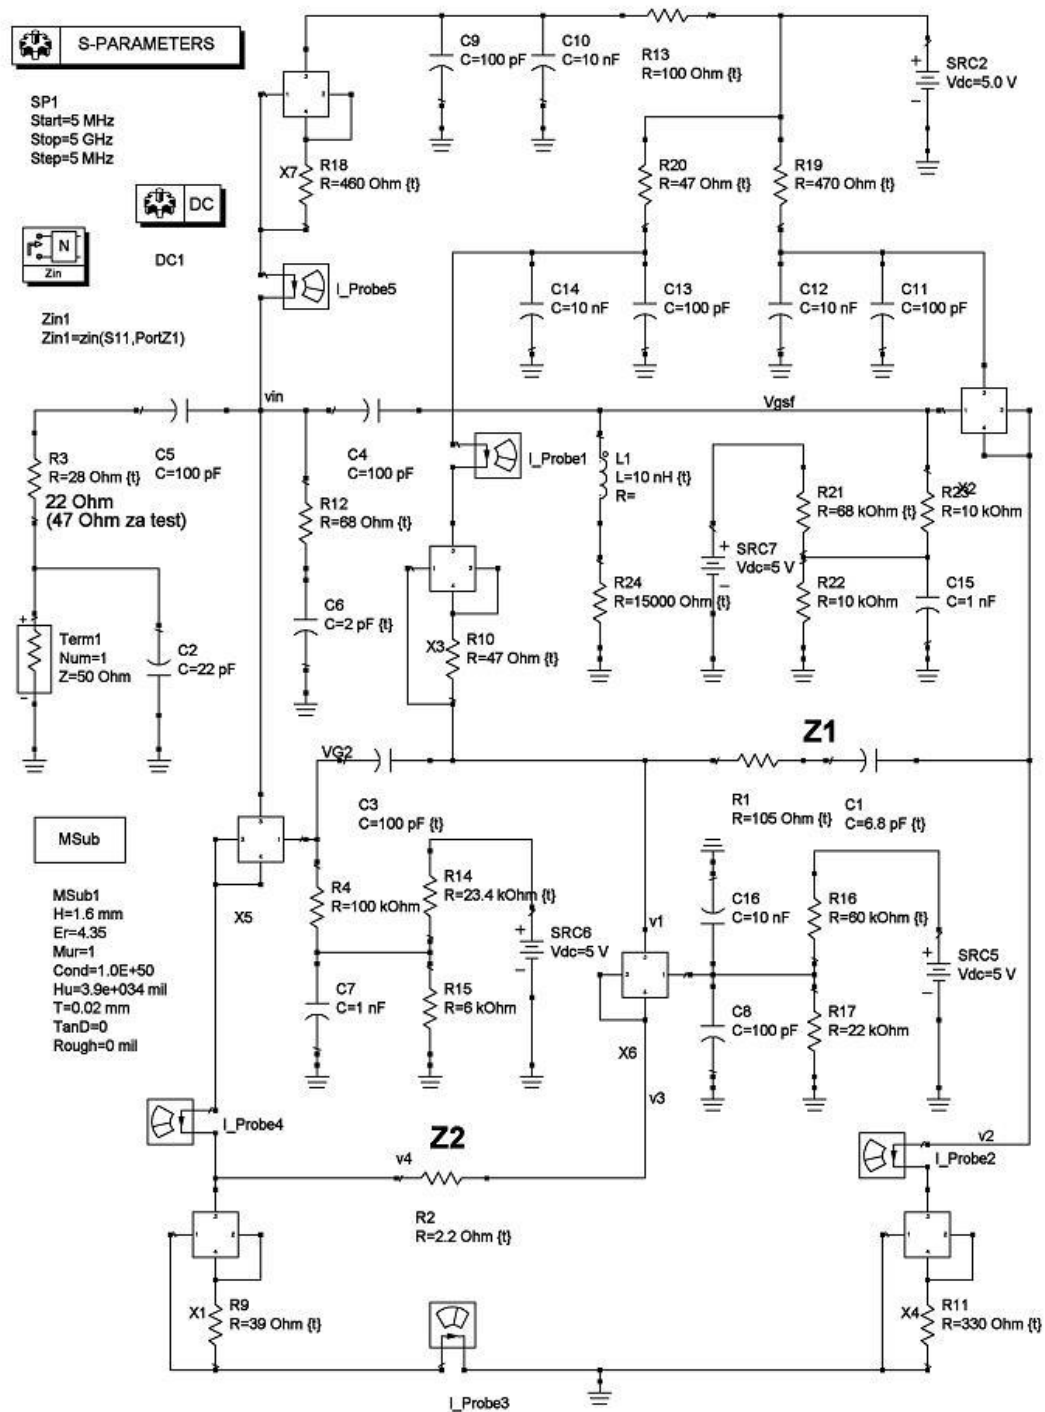 S-PARAMETERS
SP1
Start=5 MHz
Stop=5 GHz
Step=5 MHz
DC
DC1
N
Zin
Zin1
Zin1=zin(S11,PortZ1)
C9
C=100 pF
C10
C=10 nF
R13
R=100 Ohm {t}
SRC2
Vdc=5.0 V
X7
R18
R=460 Ohm {t}
R20
R=47 Ohm {t}
R19
R=470 Ohm {t}
I_Probe5
C14
C=10 nF
C13
C=100 pF
C12
C=10 nF
C11
C=100 pF
vin
Vgsf
R3
R=28 Ohm {t}
22 Ohm
(47 Ohm za test)
C5
C=100 pF
C4
C=100 pF
I_Probe1
L1
L=10 nH {t}
R=
R12
R=68 Ohm {t}
R21
R=68 kOhm {t}
X2
R23
R=10 kOhm
SRC7
Vdc=5 V
R22
R=10 kOhm
C15
C=1 nF
R24
R=15000 Ohm {t}
C6
C=2 pF {t}
X3
R10
R=47 Ohm {t}
Term1
Num=1
Z=50 Ohm
C2
C=22 pF
Z1
VG2
C3
C=100 pF {t}
R1
R=105 Ohm {t}
C1
C=6.8 pF {t}
MSub
MSub1
H=1.6 mm
Er=4.35
Mur=1
Cond=1.0E+50
Hu=3.9e+034 mil
T=0.02 mm
TanD=0
Rough=0 mil
X5
R4
R=100 kOhm
R14
R=23.4 kOhm {t}
SRC6
Vdc=5 V
C7
C=1 nF
R15
R=6 kOhm
v1
C16
C=10 nF
R16
R=60 kOhm {t}
SRC5
Vdc=5 V
C8
C=100 pF
R17
R=22 kOhm
X6
v3
I_Probe4
Z2
v4
R2
R=2.2 Ohm {t}
v2
I_Probe2
X1
R9
R=39 Ohm {t}
X4
R11
R=330 Ohm {t}
I_Probe3